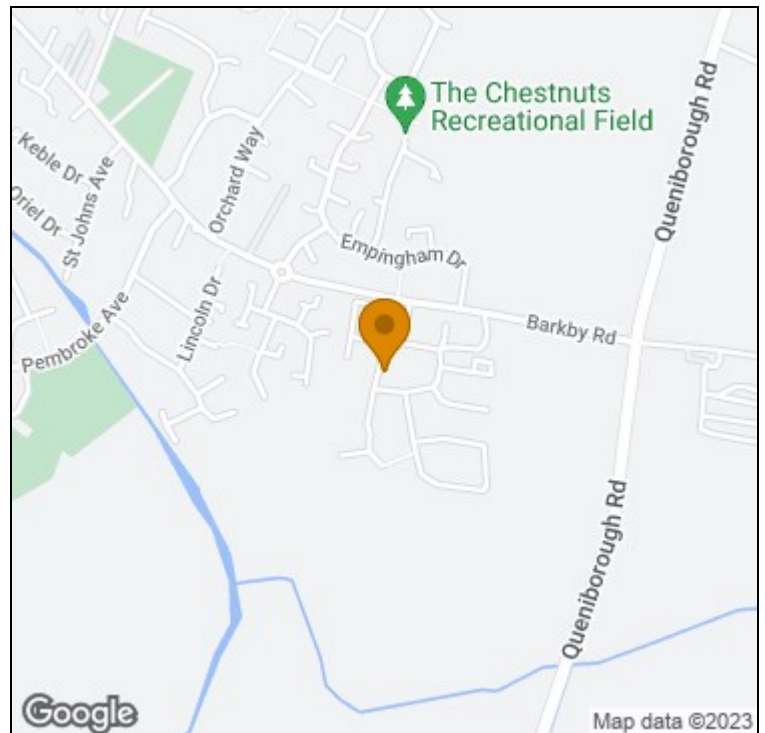 The Chestnuts
Recreational Field
Queniborough Rd
Keble Dr
Oriel Dr
St Johns Ave
Orchard Way
Empingham Dr
Lincoln Dr
Pembroke Ave
Barkby Rd
Queniborough Rd
Google
Map data ©2023